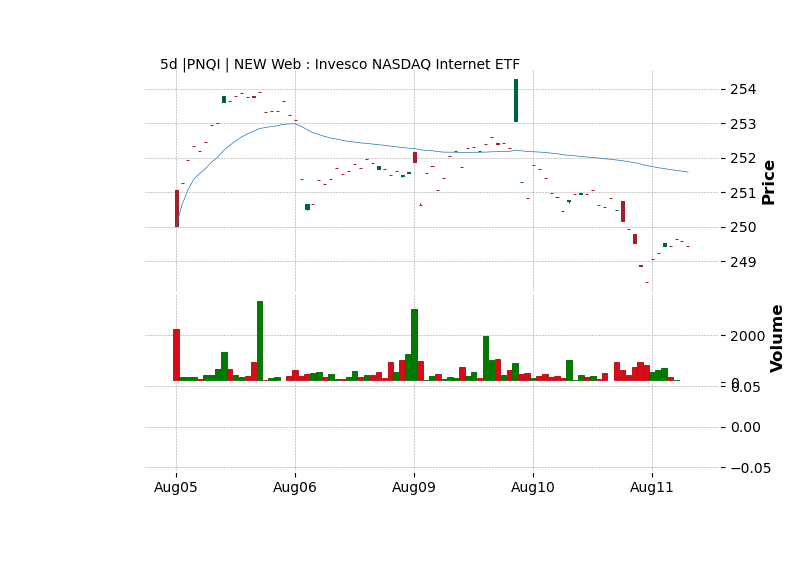 5d |PNQI | NEW Web : Invesco NASDAQ Internet ETF
254
253
252
251
250
249
Price
2000
0
Volume
0.05
0.00
−0.05
Aug05 Aug06 Aug09 Aug10 Aug11